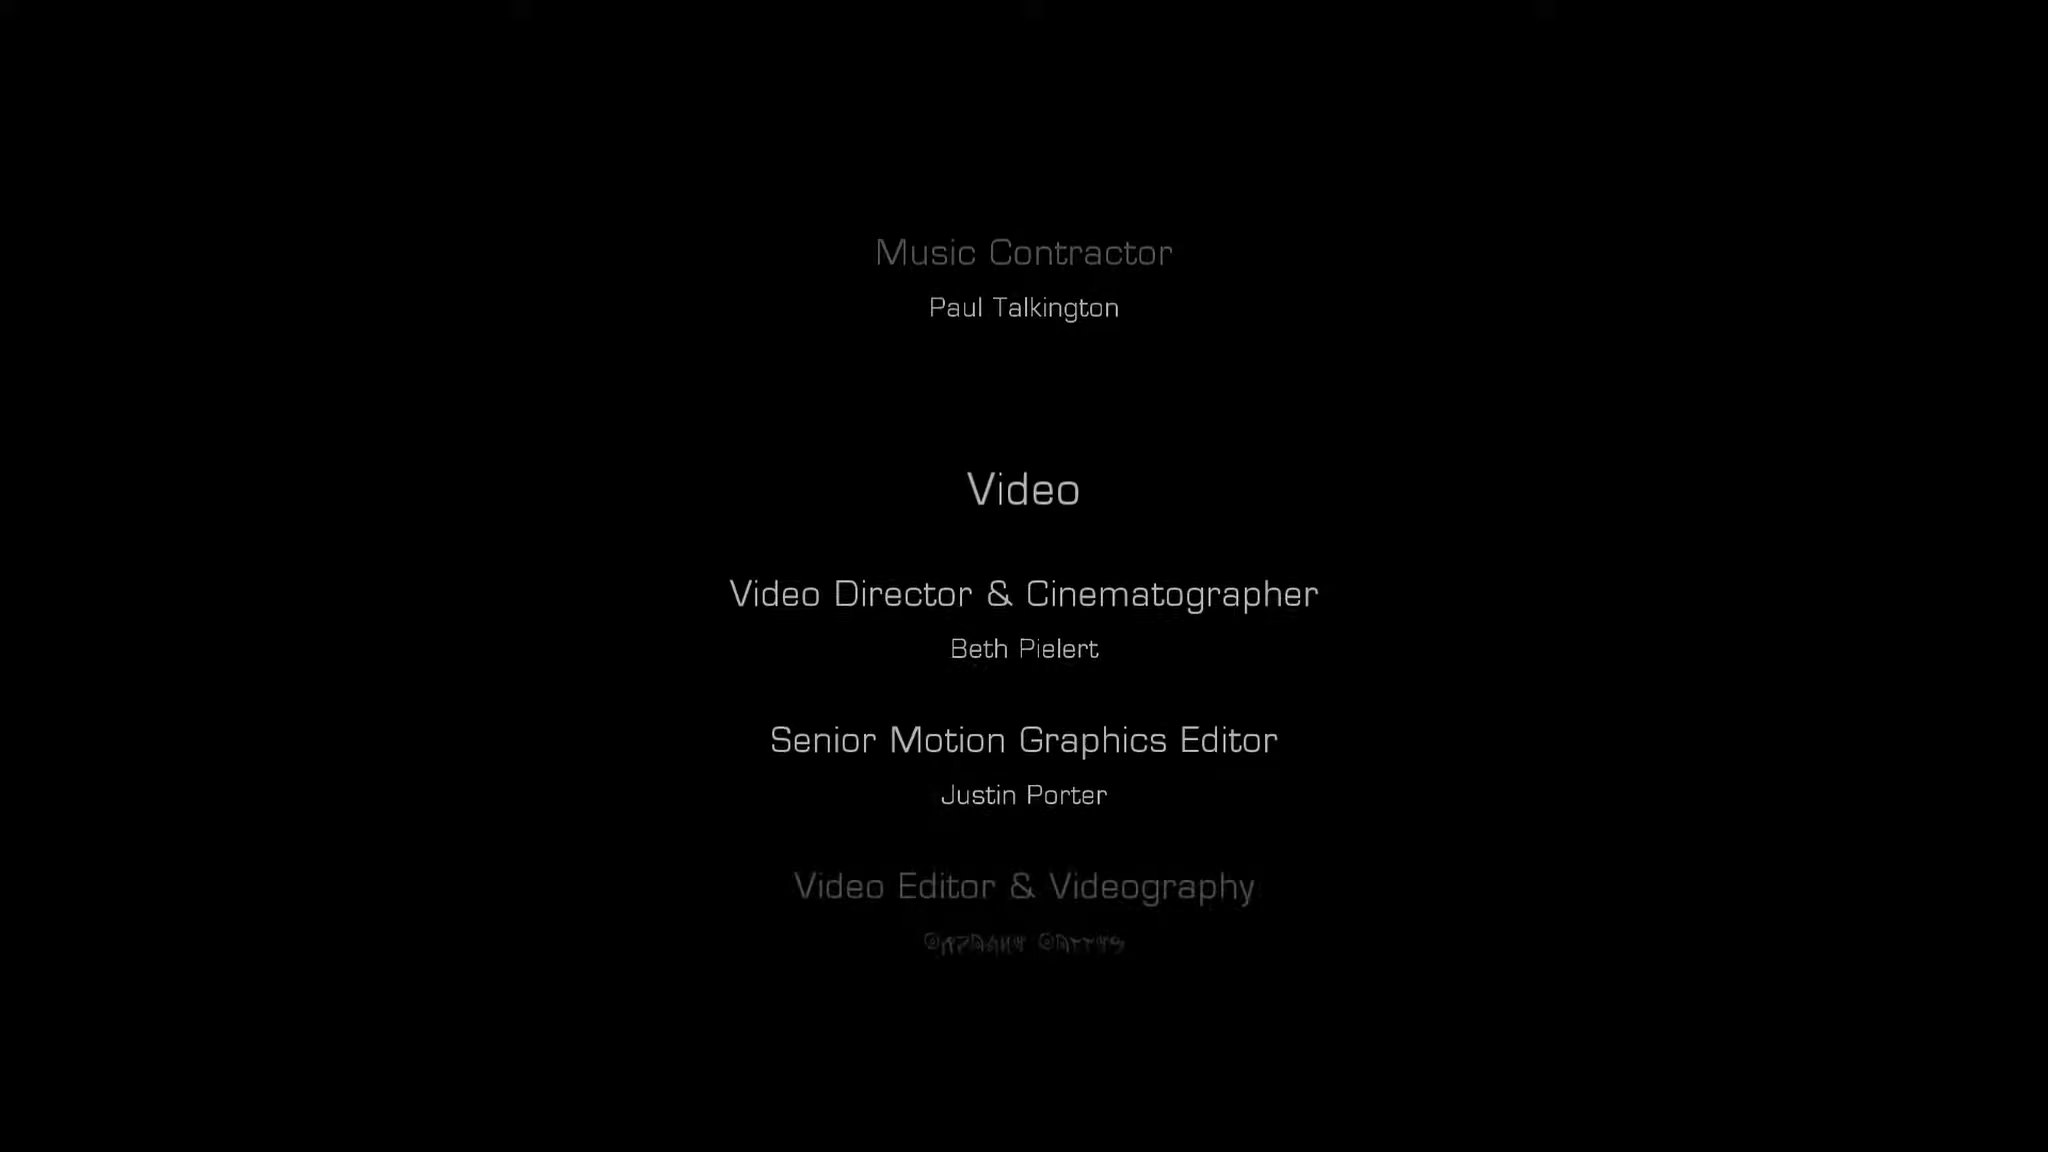 Music Contractor
Paul Talkington
Video
Video Director & Cinematographer
Beth Pielert
Senior Motion Graphics Editor
Justin Porter
Video Editor & Videography